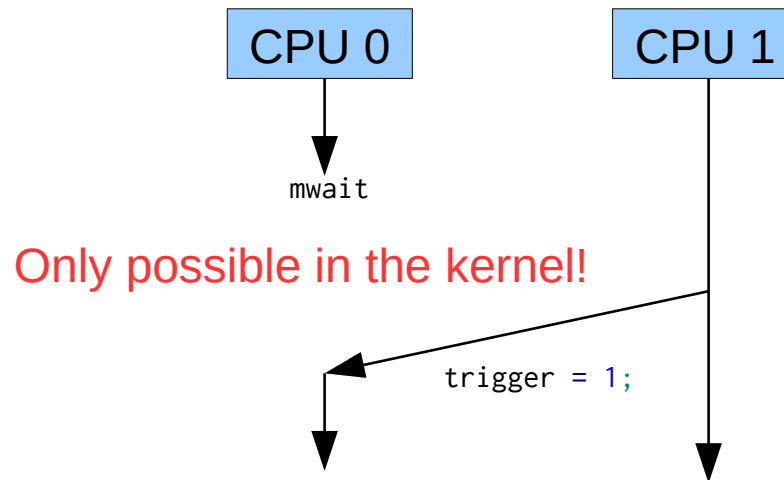 CPU 0
CPU 1
mwait
Only possible in the kernel!
trigger = 1;